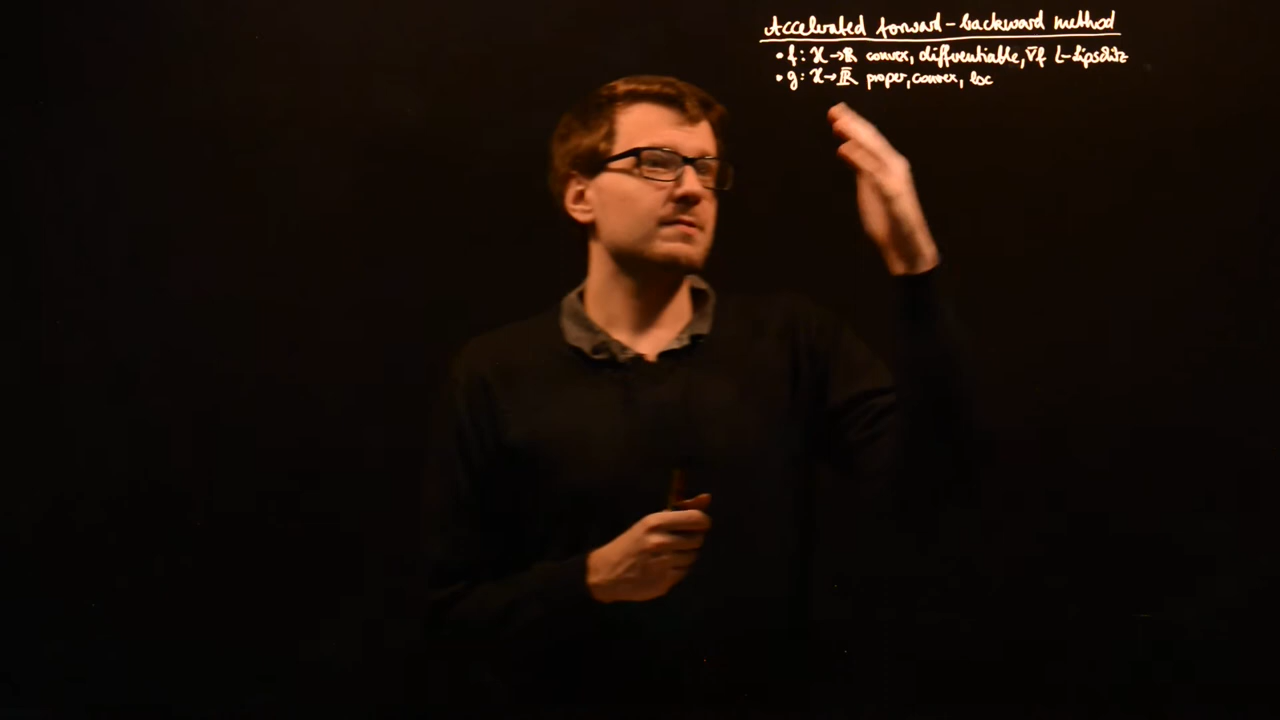 Accelerated forward-backward method
• f: X → R convex, differentiable, ∇f L-Lipschitz
• g: X → R̄ proper, convex, lsc